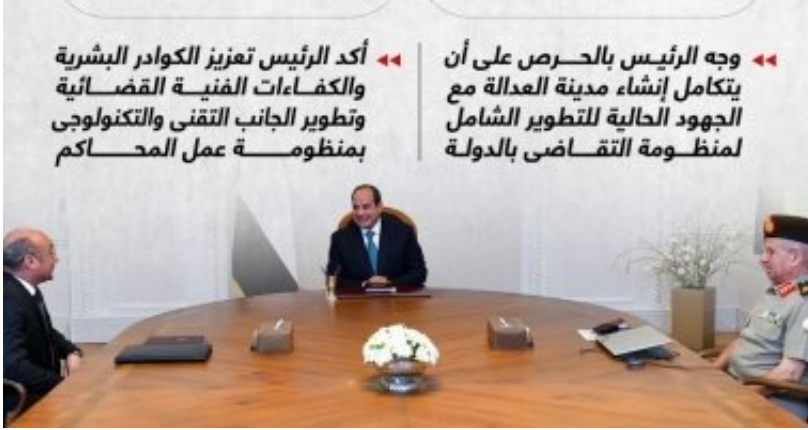 وجه الرئيس بالحرص على أن
يتكامل إنشاء مدينة العدالة مع
الجهود الحالية للتطوير الشامل
لمنظومة التقاضى بالدولة
أكد الرئيس تعزيز الكوادر البشرية
والكفاءات الفنية القضائية
وتطوير الجانب التقنى والتكنولوجى
بمنظومة عمل المحاكم